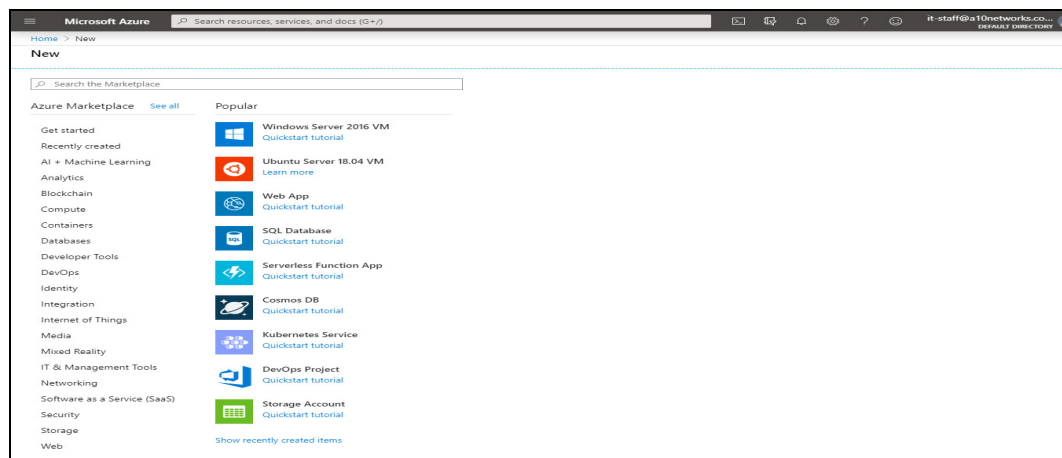 Microsoft Azure
Search resources, services, and docs (G+/)
it-staff@a10networks.co...
DEFAULT DIRECTORY
Home > New
New
Search the Marketplace
Azure Marketplace See all
Get started
Recently created
AI + Machine Learning
Analytics
Blockchain
Compute
Containers
Databases
Developer Tools
DevOps
Identity
Integration
Internet of Things
Media
Mixed Reality
IT & Management Tools
Networking
Software as a Service (SaaS)
Security
Storage
Web
Popular
Windows Server 2016 VM
Quickstart tutorial
Ubuntu Server 18.04 VM
Learn more
Web App
Quickstart tutorial
SQL Database
Quickstart tutorial
Serverless Function App
Quickstart tutorial
Cosmos DB
Quickstart tutorial
Kubernetes Service
Quickstart tutorial
DevOps Project
Quickstart tutorial
Storage Account
Quickstart tutorial
Show recently created items